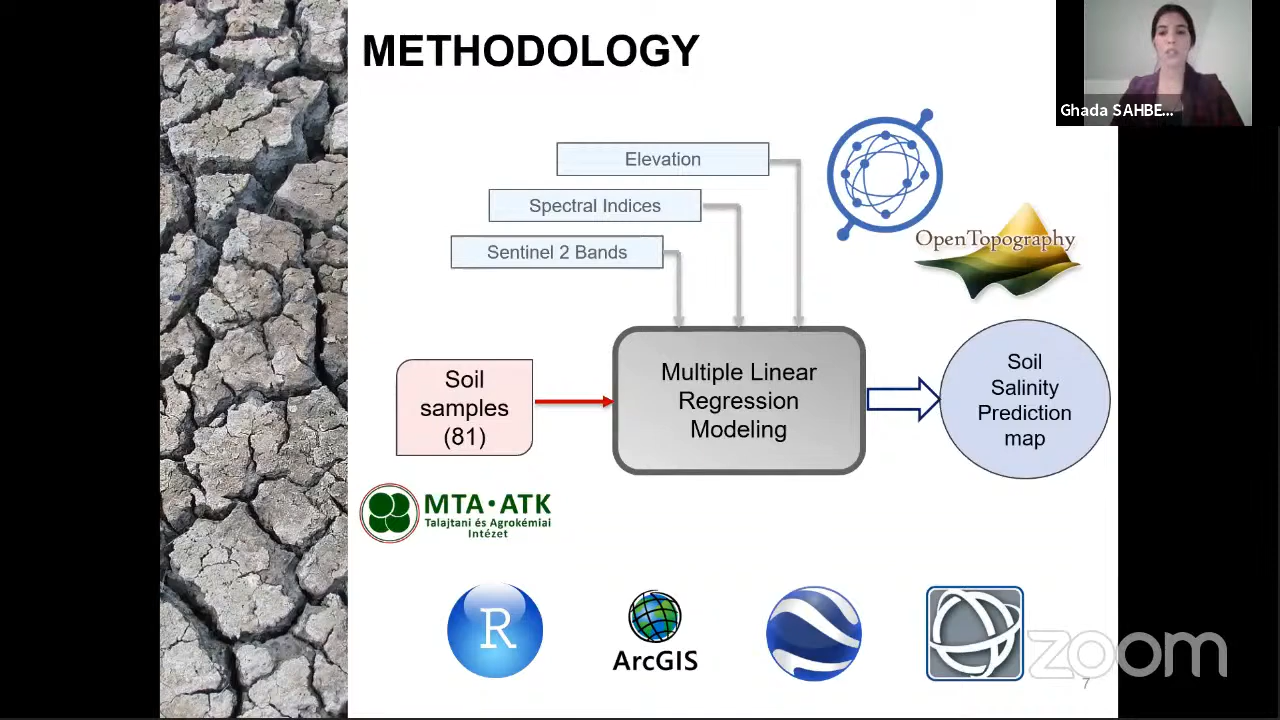 METHODOLOGY
Ghada SAHBE...
Elevation
Spectral Indices
Sentinel 2 Bands
OpenTopography
Soil
samples
(81)
Multiple Linear
Regression
Modeling
Soil
Salinity
Prediction
map
MTA•ATK
Talajtani és Agrokémiai
Intézet
R
ArcGIS
zoom
7